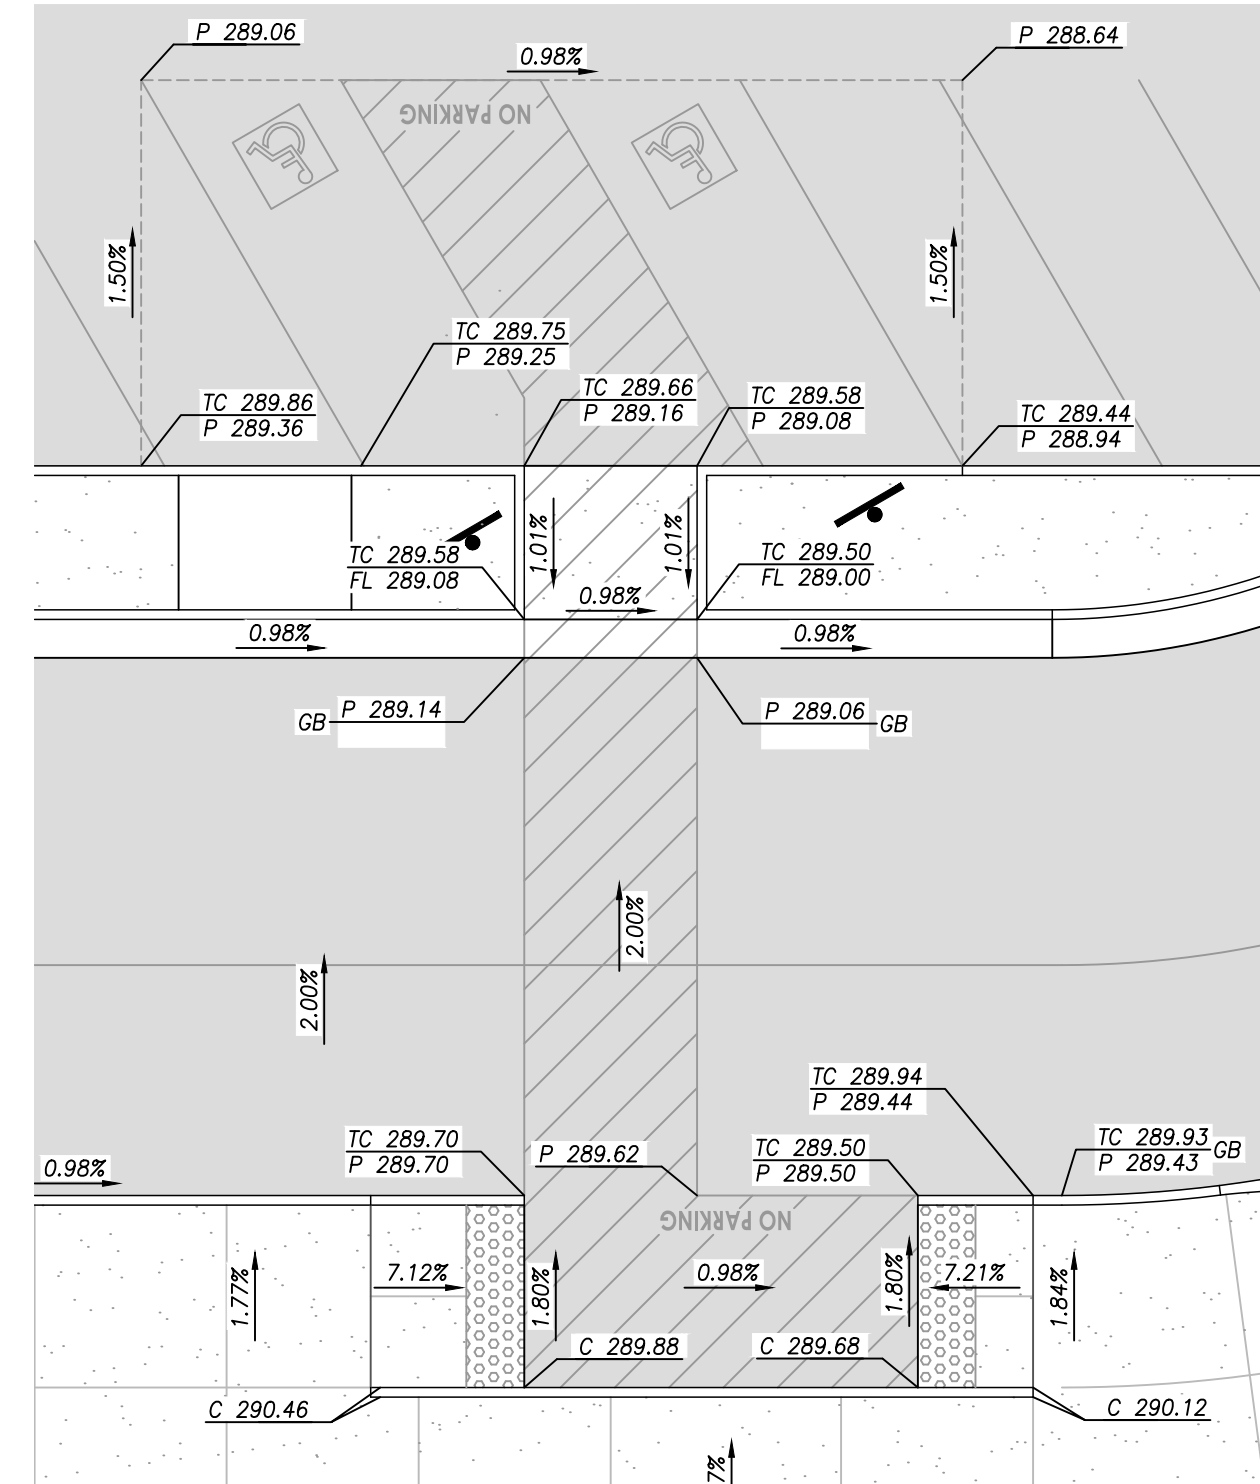 P 289.06
0.98%
P 288.64
NO PARKING
1.50%
1.50%
TC 289.75
P 289.25
TC 289.86
P 289.36
TC 289.66
P 289.16
TC 289.58
P 289.08
TC 289.44
P 288.94
1.01%
1.01%
TC 289.58
FL 289.08
TC 289.50
FL 289.00
0.98%
0.98%
0.98%
GB P 289.14
P 289.06 GB
2.00%
2.00%
TC 289.94
P 289.44
TC 289.70
P 289.70
P 289.62
TC 289.50
P 289.50
TC 289.93 GB
P 289.43
0.98%
NO PARKING
1.77%
7.12%
1.80%
0.98%
1.80%
7.21%
1.84%
C 289.88
C 289.68
C 290.46
C 290.12
7%